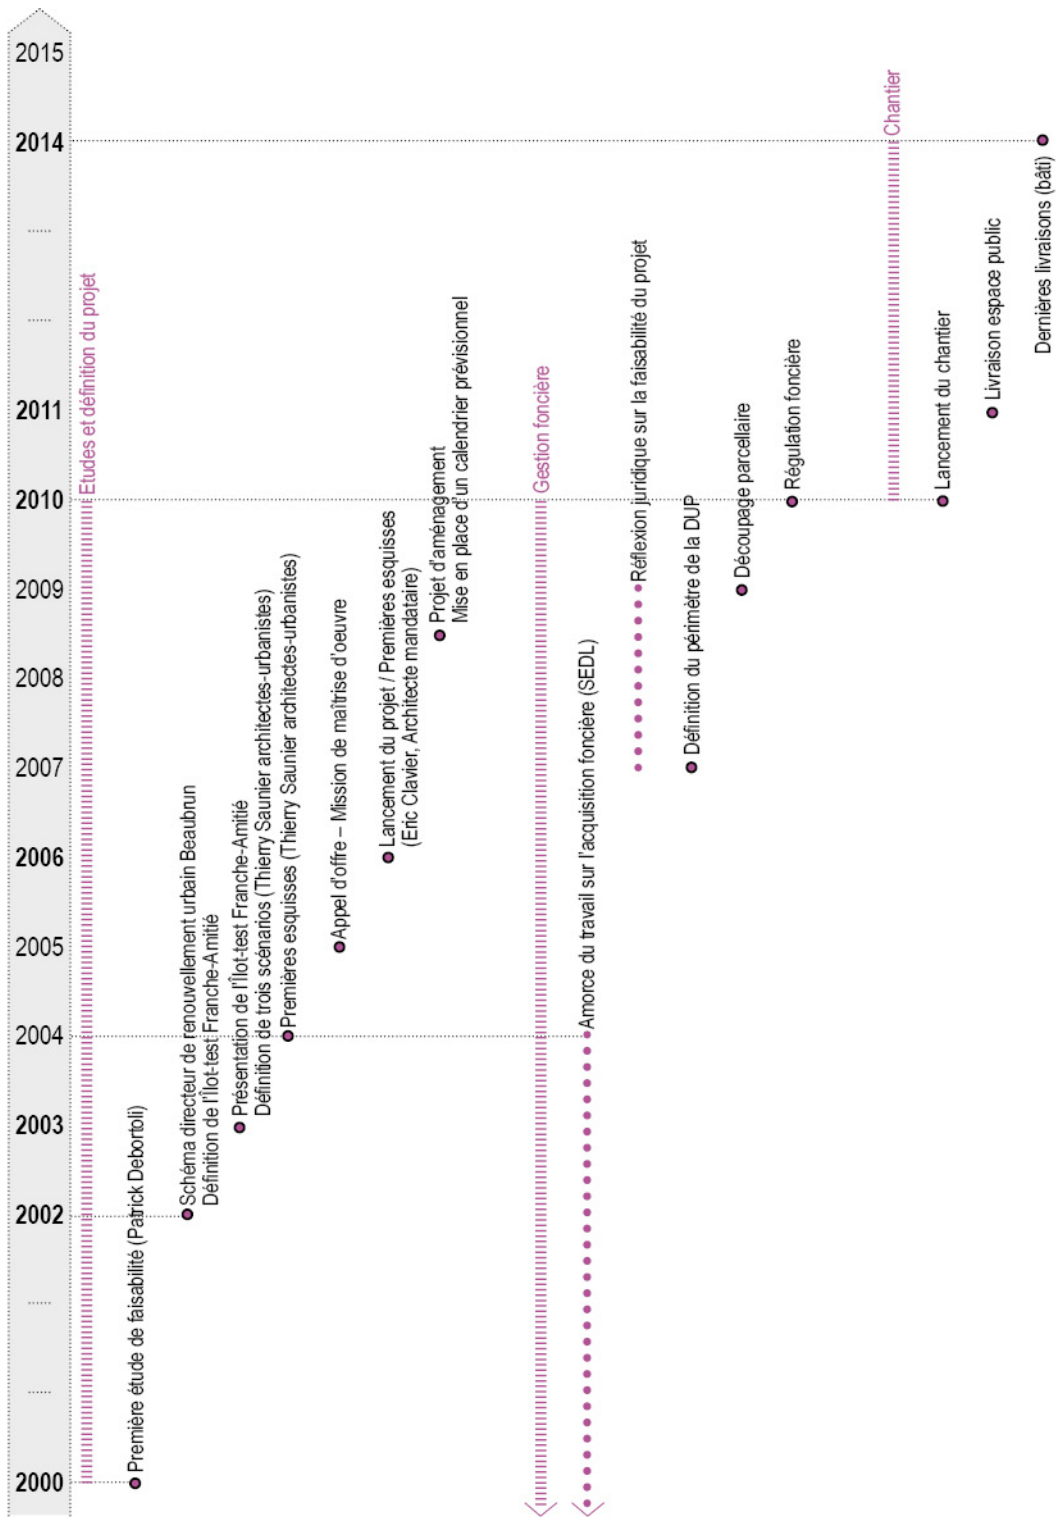 2015
2014
2011
2010
2009
2008
2007
2006
2005
2004
2003
2002
2000
Etudes et définition du projet
Première étude de faisabilité (Patrick Debortoli)
Schéma directeur de renouvellement urbain Beaubrun
Définition de l'Îlot-test Franche-Amitié
Présentation de l'Îlot-test Franche-Amitié
Définition de trois scénarios (Thierry Saunier architectes-urbanistes)
Premières esquisses (Thierry Saunier architectes-urbanistes)
Appel d'offre – Mission de maîtrise d'oeuvre
Lancement du projet / Premières esquisses
(Eric Clavier, Architecte mandataire)
Projet d'aménagement
Mise en place d'un calendrier prévisionnel
Gestion foncière
Amorce du travail sur l'acquisition foncière (SEDL)
Réflexion juridique sur la faisabilité du projet
Définition du périmètre de la DUP
Découpage parcellaire
Régulation foncière
Chantier
Lancement du chantier
Livraison espace public
Dernières livraisons (bâti)